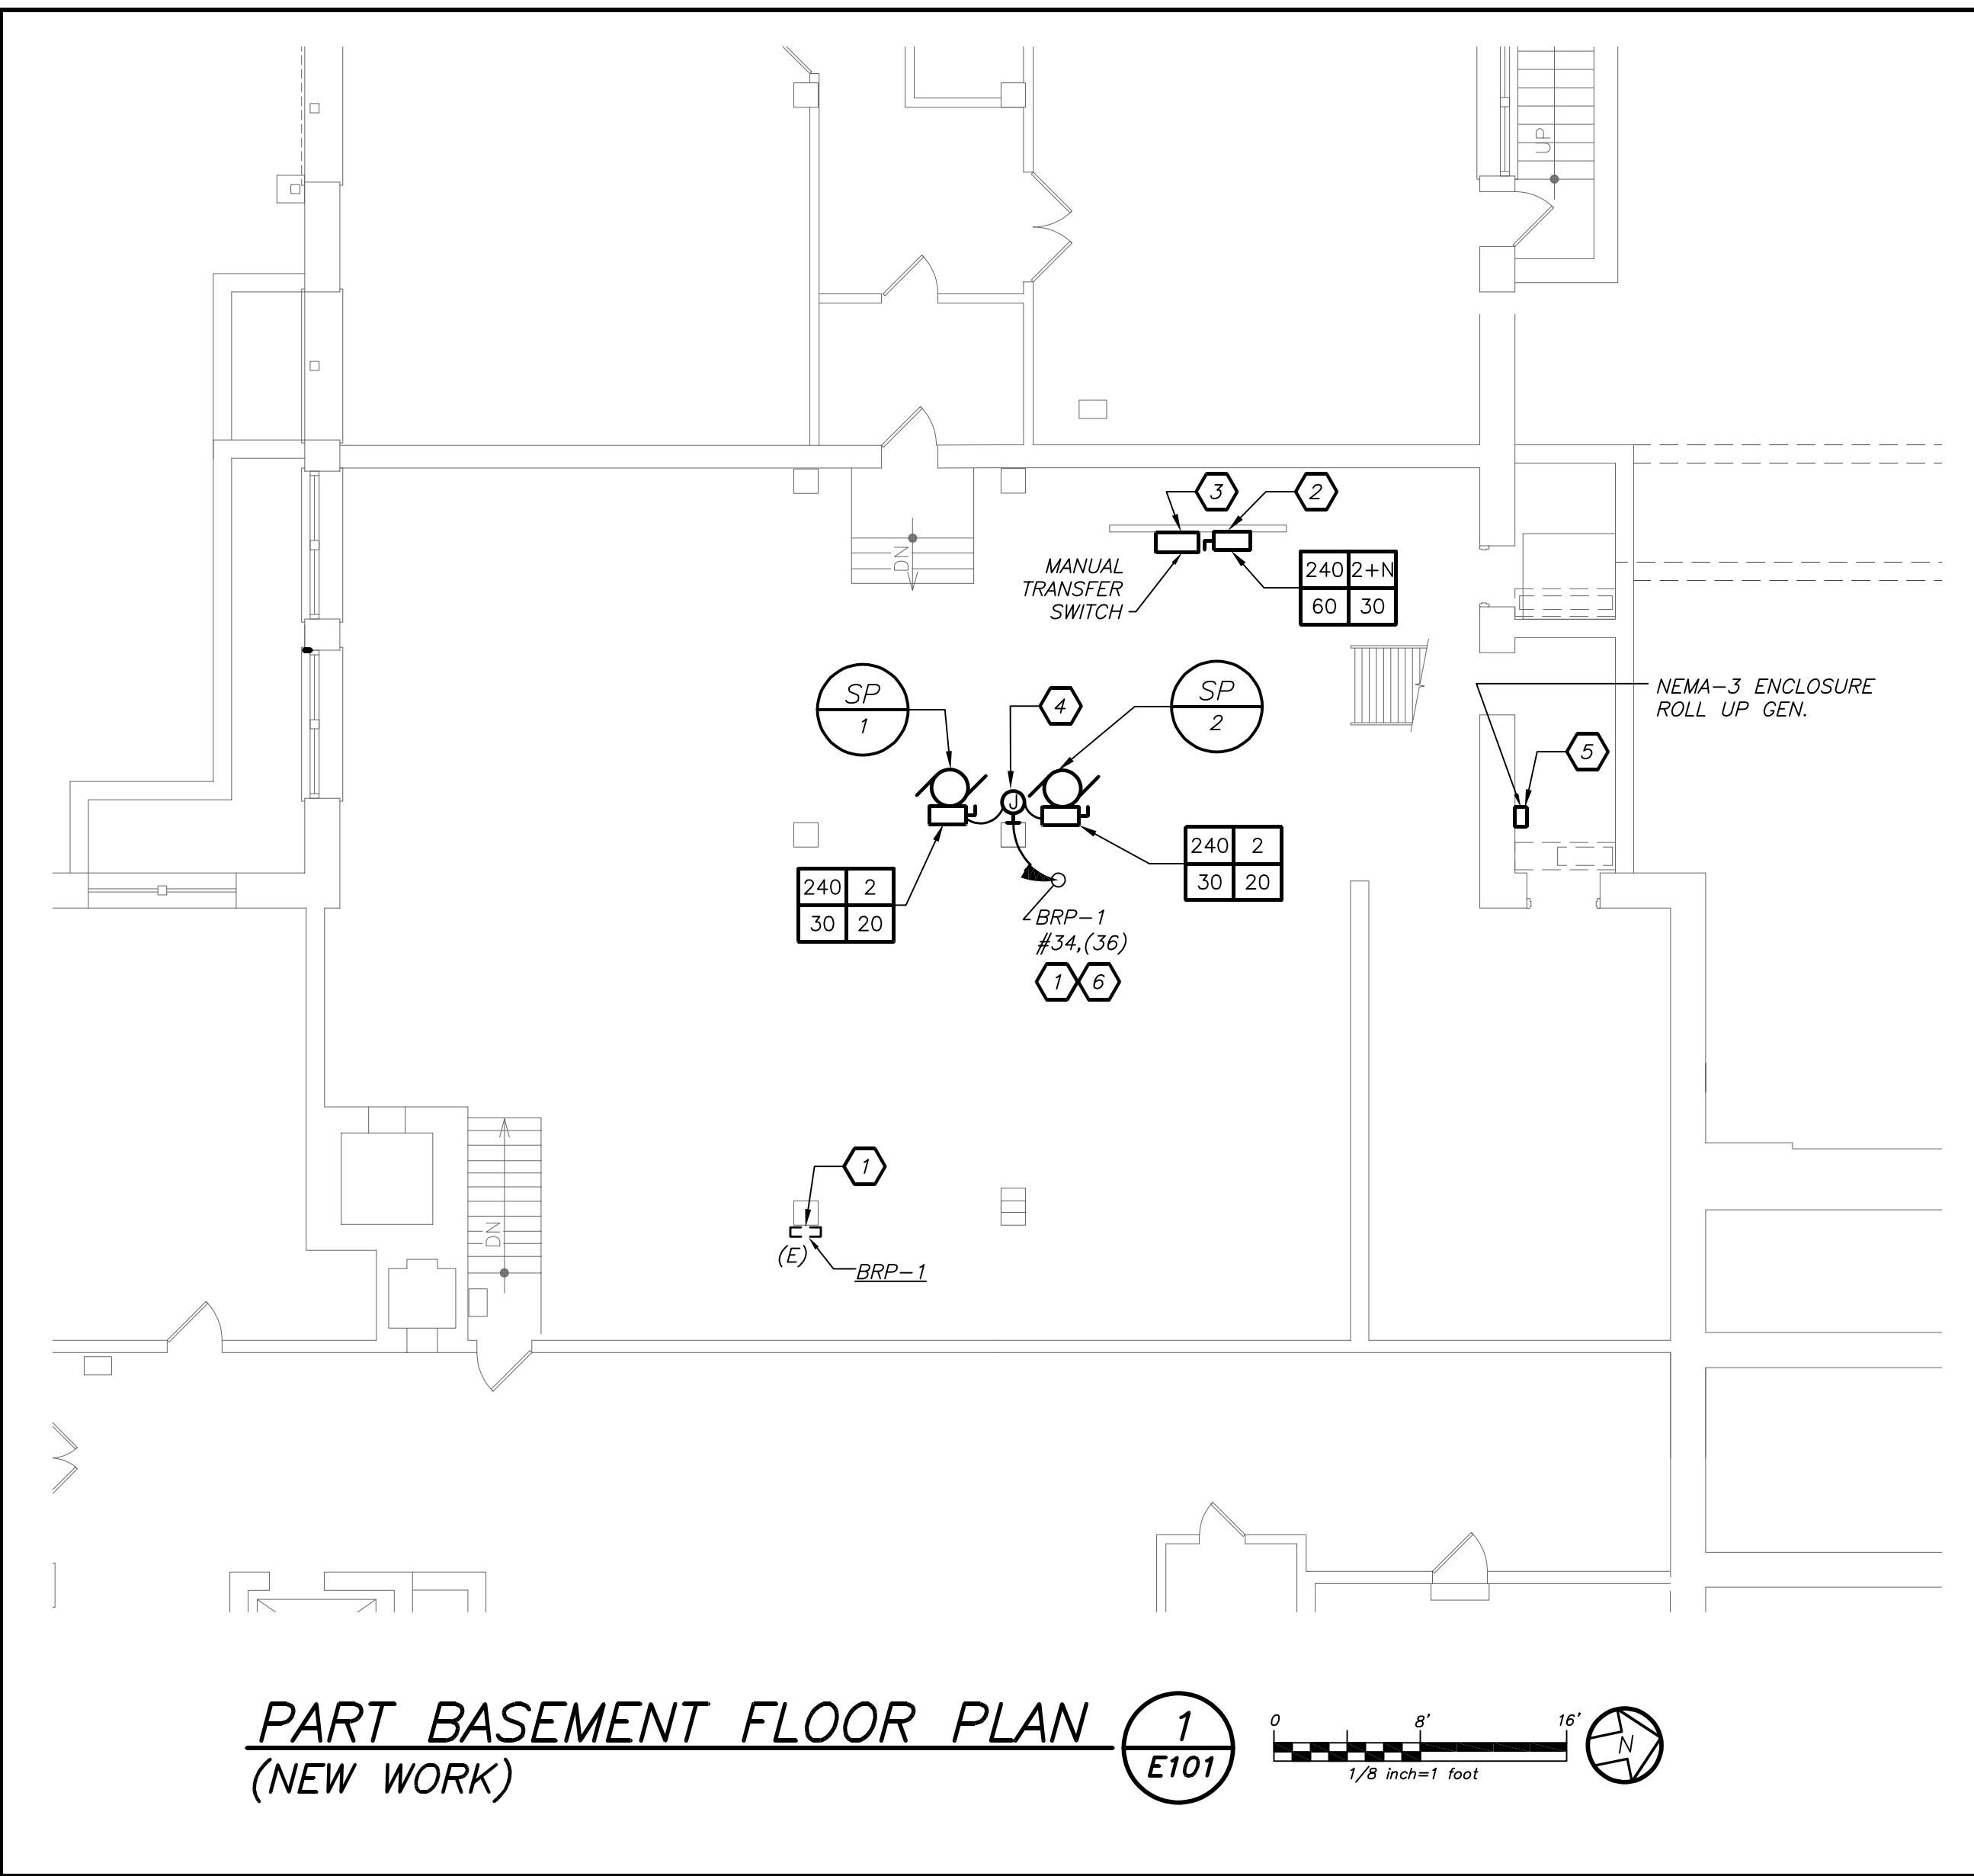 UP
3
2
MANUAL
TRANSFER
SWITCH
DN
240 2+N
60 30
SP
1
4
SP
2
NEMA-3 ENCLOSURE
ROLL UP GEN.
5
J
240 2
30 20
240 2
30 20
BRP-1
#34,(36)
1 6
1
DN
(E)
BRP-1
PART BASEMENT FLOOR PLAN
(NEW WORK)
1
E101
0 8' 16'
1/8 inch=1 foot
N